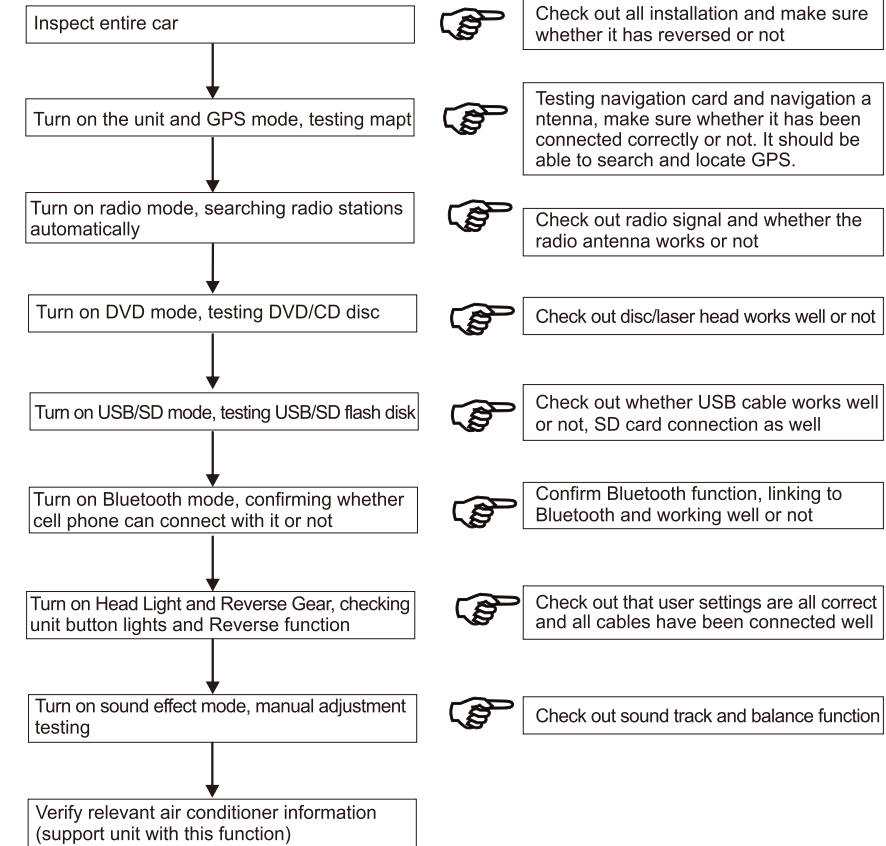 Inspect entire car
Check out all installation and make sure
whether it has reversed or not
Turn on the unit and GPS mode, testing mapt
Testing navigation card and navigation a
ntenna, make sure whether it has been
connected correctly or not. It should be
able to search and locate GPS.
Turn on radio mode, searching radio stations
automatically
Check out radio signal and whether the
radio antenna works or not
Turn on DVD mode, testing DVD/CD disc
Check out disc/laser head works well or not
Turn on USB/SD mode, testing USB/SD flash disk
Check out whether USB cable works well
or not, SD card connection as well
Turn on Bluetooth mode, confirming whether
cell phone can connect with it or not
Confirm Bluetooth function, linking to
Bluetooth and working well or not
Turn on Head Light and Reverse Gear, checking
unit button lights and Reverse function
Check out that user settings are all correct
and all cables have been connected well
Turn on sound effect mode, manual adjustment
testing
Check out sound track and balance function
Verify relevant air conditioner information
(support unit with this function)